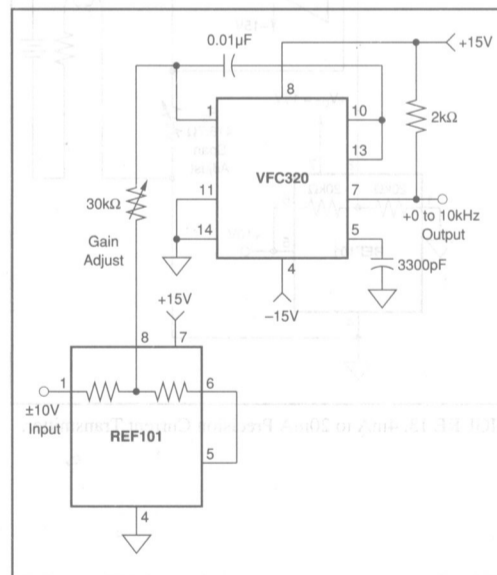 0.01µF
+15V
8
1
10
2kΩ
13
VFC320
11
7
30kΩ
+0 to 10kHz
Output
14
5
Gain
Adjust
3300pF
4
+15V
–15V
8
7
1
6
±10V
Input
REF101
5
4